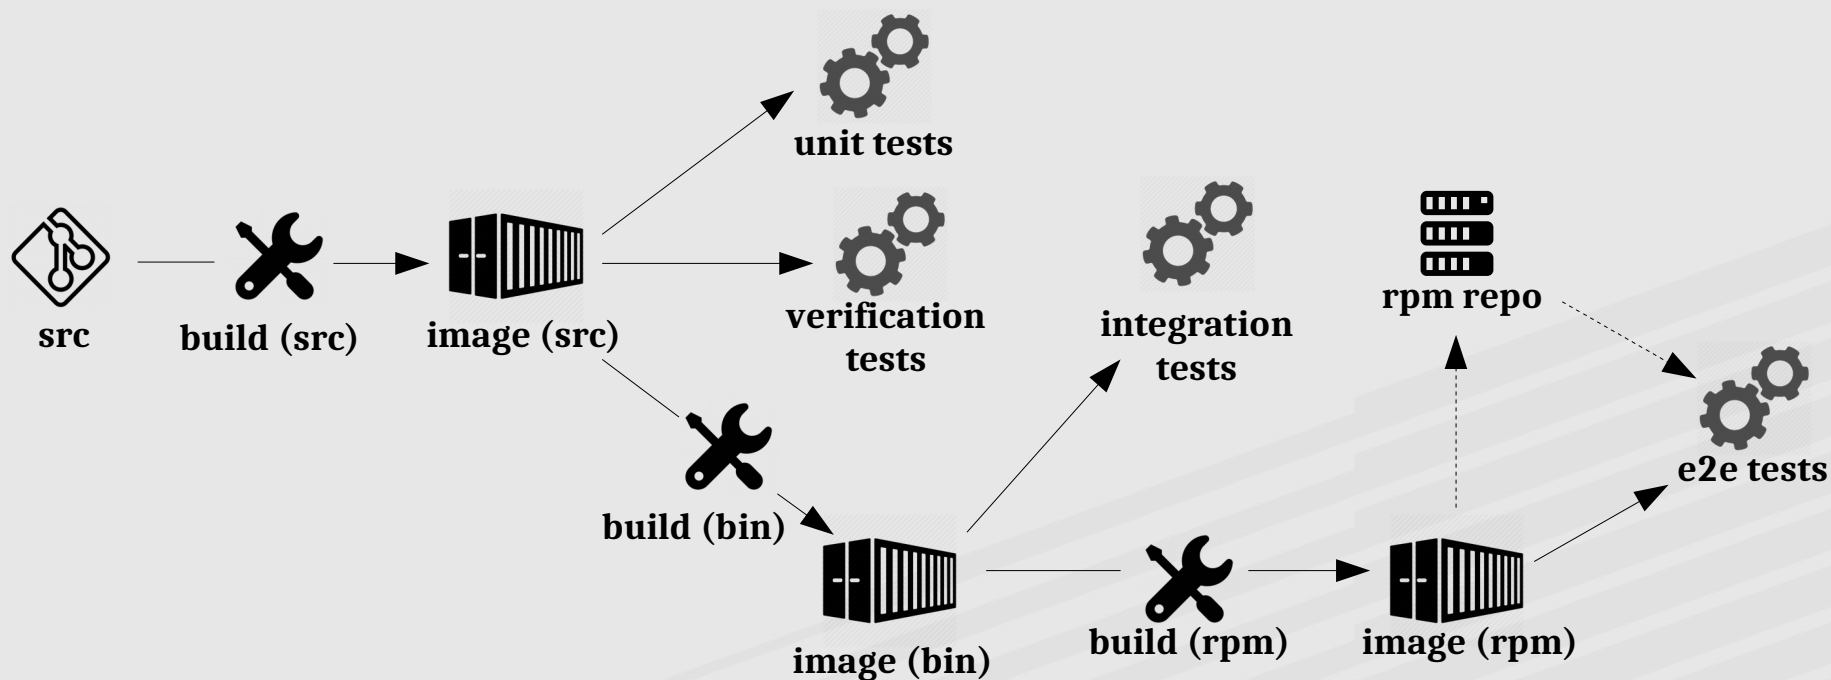 unit tests
src
build (src)
image (src)
verification
tests
integration
tests
rpm repo
e2e tests
build (bin)
image (bin)
build (rpm)
image (rpm)